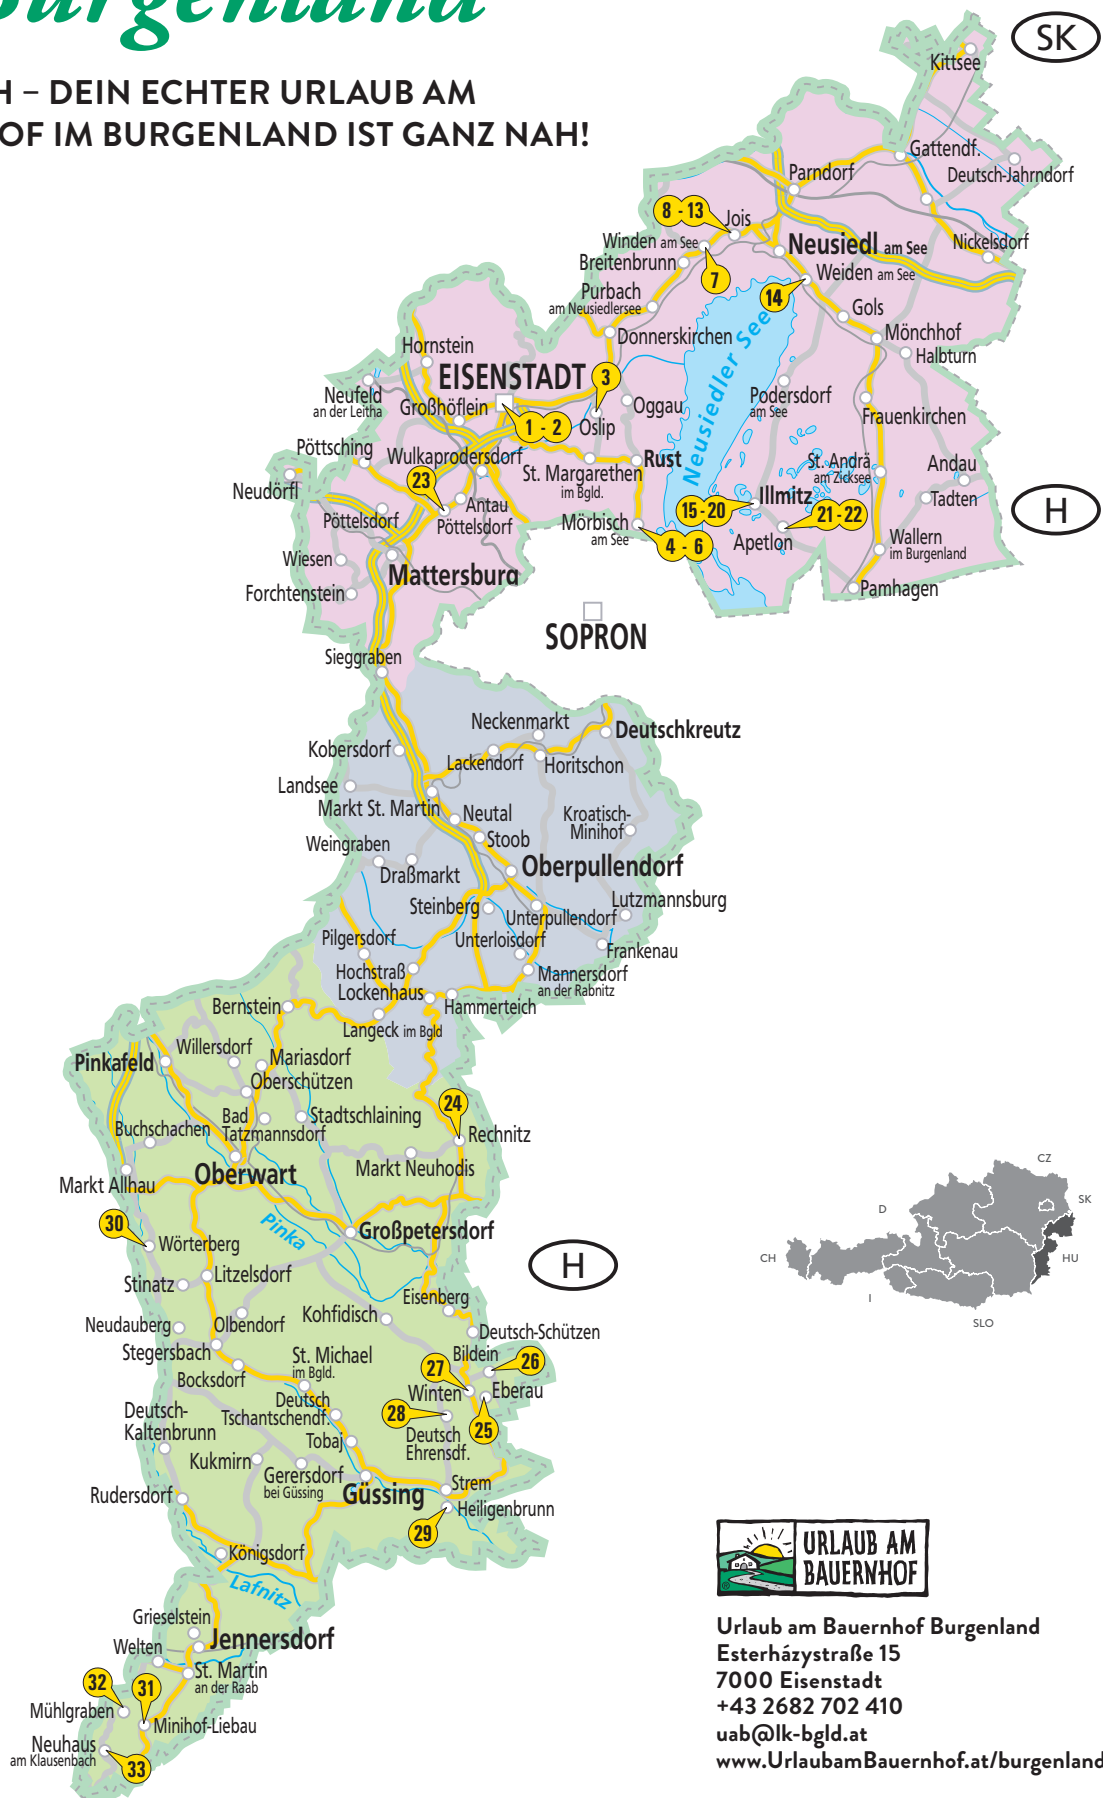 Burgenland
H – DEIN ECHTER URLAUB AM
OF IM BURGENLAND IST GANZ NAH!
SK
Kittsee
Gattendf.
Deutsch-Jahrndorf
Parndorf
8 - 13
Jois
Winden am See
Neusiedl am See
Nickelsdorf
Breitenbrunn
7
Weiden am See
Purbach
am Neusiedlersee
14
Gols
Donnerskirchen
Mönchhof
Halbturn
Hornstein
EISENSTADT
3
Neusiedler See
Neufeld
an der Leitha
Großhöflein
Oggau
Podersdorf
am See
Frauenkirchen
1 - 2
Oslip
Pöttsching
Wulkaprodersdorf
St. Margarethen
im Bgld.
Rust
St. Andrä
am Zicksee
Andau
Tadten
Neudörfl
23
Antau
Pöttelsdorf
Pöttelsdorf
Illmitz
15 - 20
21 - 22
H
Mörbisch
am See
4 - 6
Apetlon
Wallern
im Burgenland
Wiesen
Mattersburg
Forchtenstein
Pamhagen
SOPRON
Sieggraben
Neckenmarkt
Deutschkreutz
Kobersdorf
Lackendorf
Horitschon
Landsee
Markt St. Martin
Neutal
Kroatisch-
Minihof
Stoob
Weingraben
Draßmarkt
Oberpullendorf
Steinberg
Lutzmannsburg
Unterpullendorf
Pilgersdorf
Unterloisdorf
Frankenau
Hochstraß
Mannersdorf
an der Rabnitz
Lockenhaus
Hammerteich
Bernstein
Langeck im Bgld
Pinkafeld
Willersdorf
Mariasdorf
Oberschützen
24
Buchschachen
Bad
Tatzmannsdorf
Stadtschlaining
Rechnitz
Markt Neuhodis
Oberwart
Markt Allhau
30
Pinka
Großpetersdorf
Wörterberg
H
Stinatz
Litzelsdorf
Eisenberg
Kohfidisch
Neudauberg
Olbendorf
Deutsch-Schützen
Stegersbach
St. Michael
im Bgld.
Bildein
26
27
Bocksdorf
Winten
Eberau
Deutsch
Tschantschendf.
28
25
Deutsch-
Kaltenbrunn
Tobaj
Deutsch
Ehrensdf.
Kukmirn
Gerersdorf
bei Güssing
Güssing
Strem
Rudersdorf
Heiligenbrunn
29
Königsdorf
Lafnitz
Grieselstein
Jennersdorf
Welten
St. Martin
an der Raab
32
31
Mühlgraben
Minihof-Liebau
Neuhaus
am Klausenbach
33
CZ
SK
D
CH
HU
I
SLO
URLAUB AM
BAUERNHOF
®
Urlaub am Bauernhof Burgenland
Esterházystraße 15
7000 Eisenstadt
+43 2682 702 410
uab@lk-bgld.at
www.UrlaubamBauernhof.at/burgenland